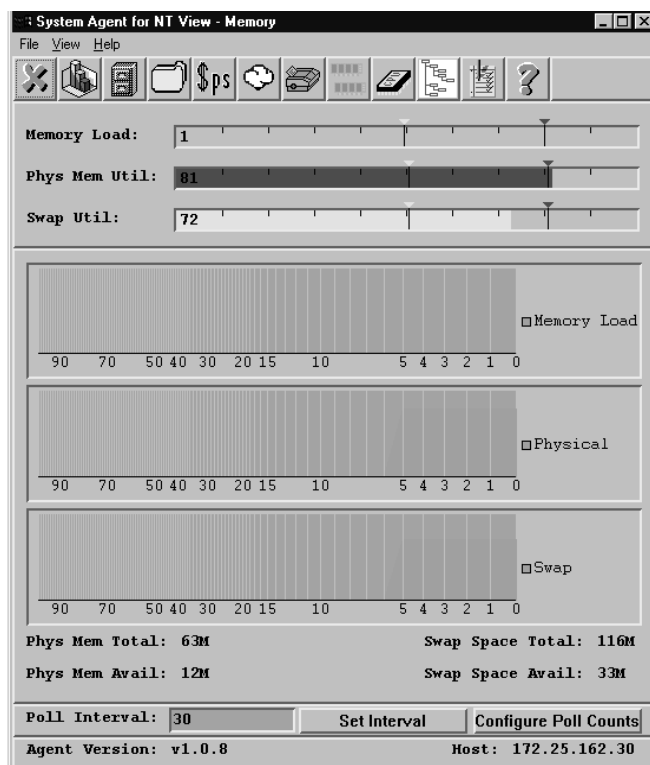 System Agent for NT View - Memory
File View Help
$ps
Memory Load: 1
Phys Mem Util: 81
Swap Util: 72
Memory Load
90 70 50 40 30 20 15 10 5 4 3 2 1 0
Physical
90 70 50 40 30 20 15 10 5 4 3 2 1 0
Swap
90 70 50 40 30 20 15 10 5 4 3 2 1 0
Phys Mem Total: 63M Swap Space Total: 116M
Phys Mem Avail: 12M Swap Space Avail: 33M
Poll Interval: 30 Set Interval Configure Poll Counts
Agent Version: v1.0.8 Host: 172.25.162.30